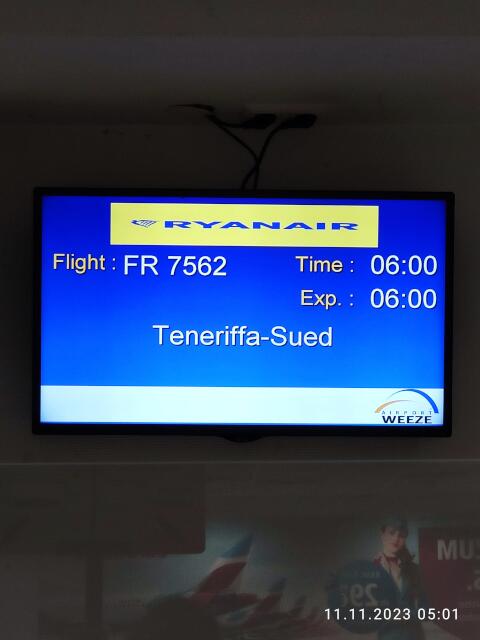 RYANAIR
Flight : FR 7562 Time : 06:00
Exp. : 06:00
Teneriffa-Sued
AIRPORT
WEEZE
11.11.2023 05:01